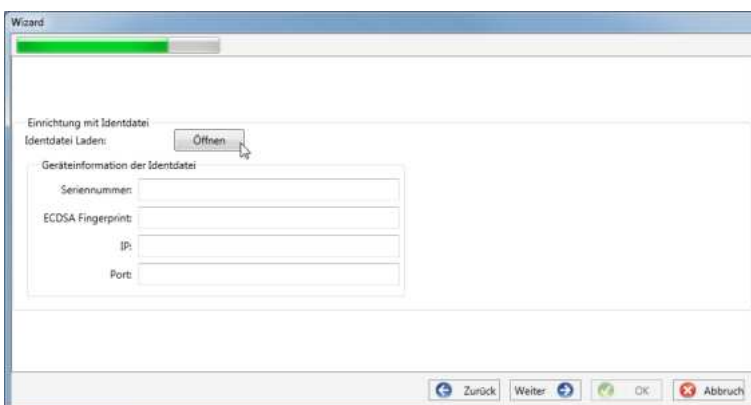 Wizard
Einrichtung mit Identdatei
Identdatei Laden: Öffnen
Geräteinformation der Identdatei
Seriennummer:
ECDSA Fingerprint:
IP:
Port:
Zurück Weiter OK Abbruch